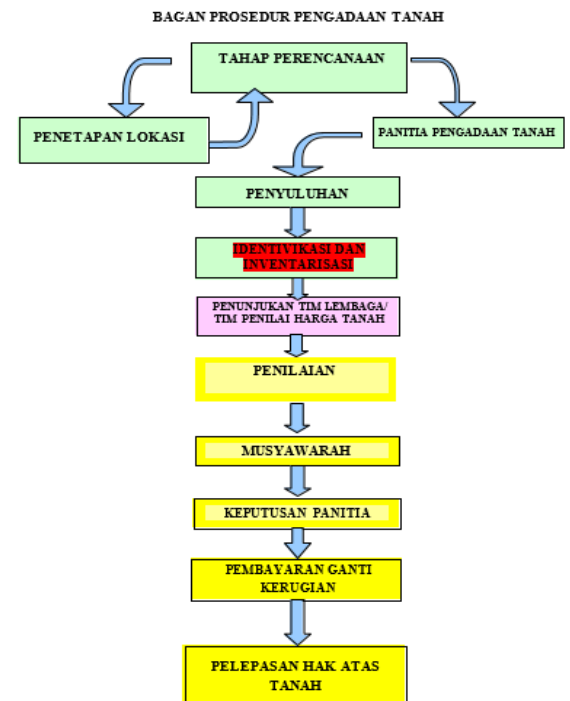 BAGAN PROSEDUR PENGADAAN TANAH
TAHAP PERENCANAAN
PENETAPAN LOKASI
PANITIA PENGADAAN TANAH
PENYULUHAN
IDENTIVIKASI DAN
INVENTARISASI
PENUNJUKAN TIM LEMBAGA/
TIM PENILAI HARGA TANAH
PENILAIAN
MUSYAWARAH
KEPUTUSAN PANITIA
PEMBAYARAN GANTI
KERUGIAN
PELEPASAN HAK ATAS
TANAH